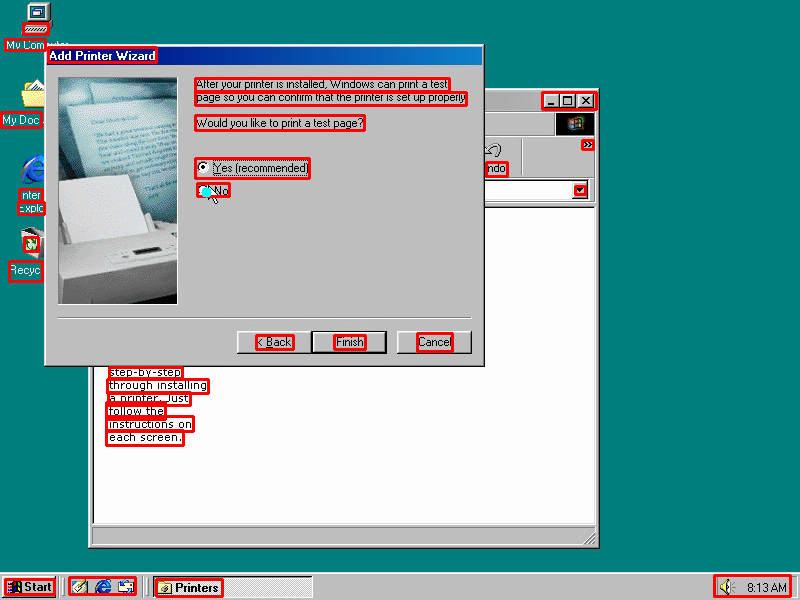 My Computer
Add Printer Wizard
After your printer is installed, Windows can print a test
page so you can confirm that the printer is set up properly.
Would you like to print a test page?
Yes (recommended)
No
My Doc
ndo
nter
Explo
Recyc
< Back
Finish
Cancel
step-by-step
through installing
a printer. Just
follow the
instructions on
each screen.
Start
Printers
8:13 AM